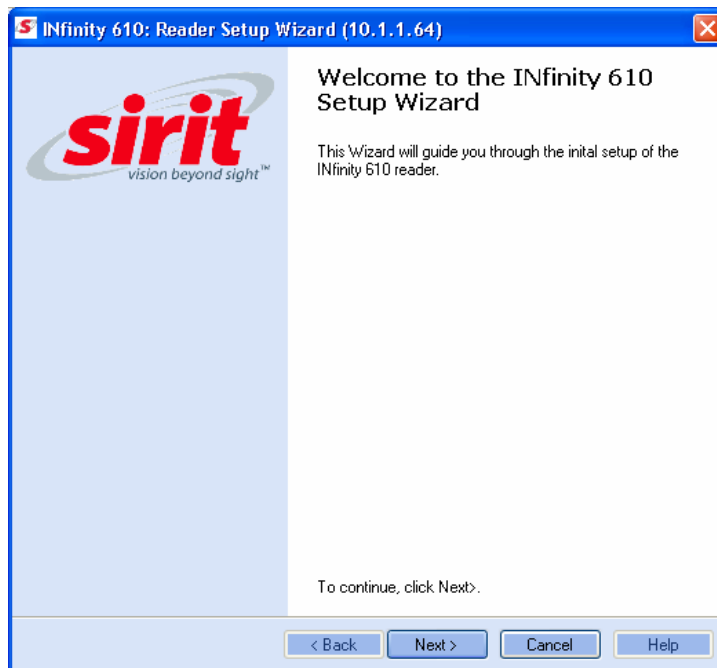 INfinity 610: Reader Setup Wizard (10.1.1.64)
sirit
vision beyond sight™
Welcome to the INfinity 610
Setup Wizard
This Wizard will guide you through the inital setup of the
INfinity 610 reader.
To continue, click Next>.
< Back
Next >
Cancel
Help